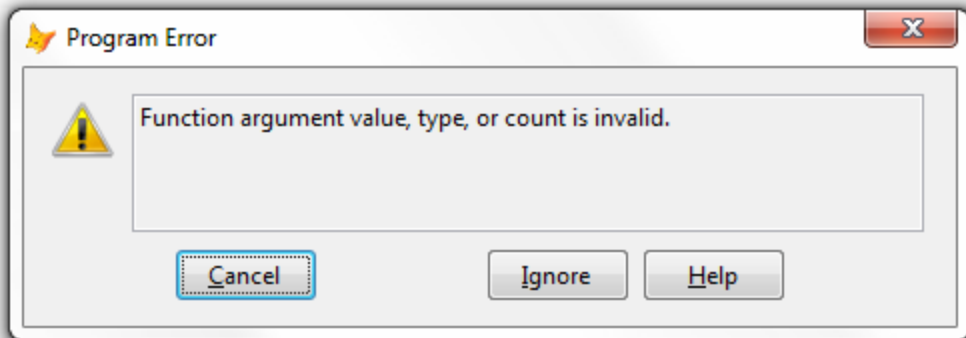 Program Error
Function argument value, type, or count is invalid.
Cancel Ignore Help